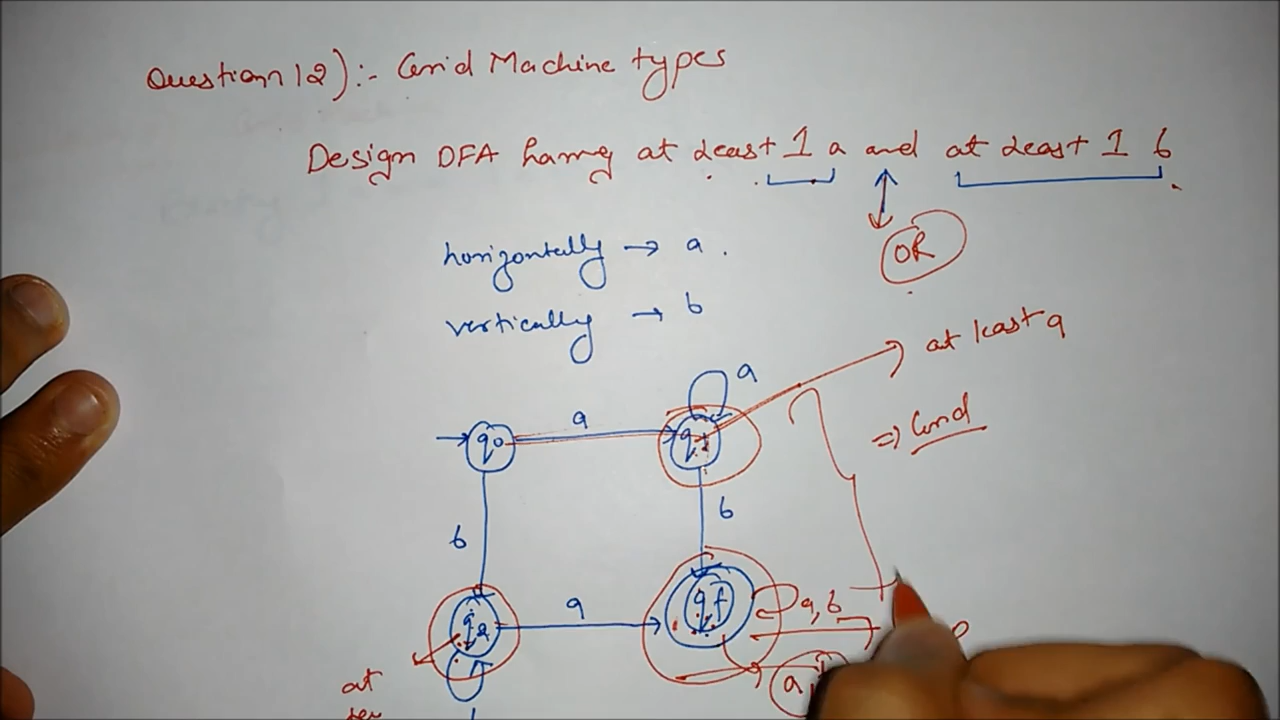 Question 12) :- Grid Machine types
Design DFA having at least 1 a and at least 1 b
OR
horizontally → a .
vertically → b
at least a
⇒ Grid
a
q0
a
q1
b
b
q2
a
qf
a, b
at
a